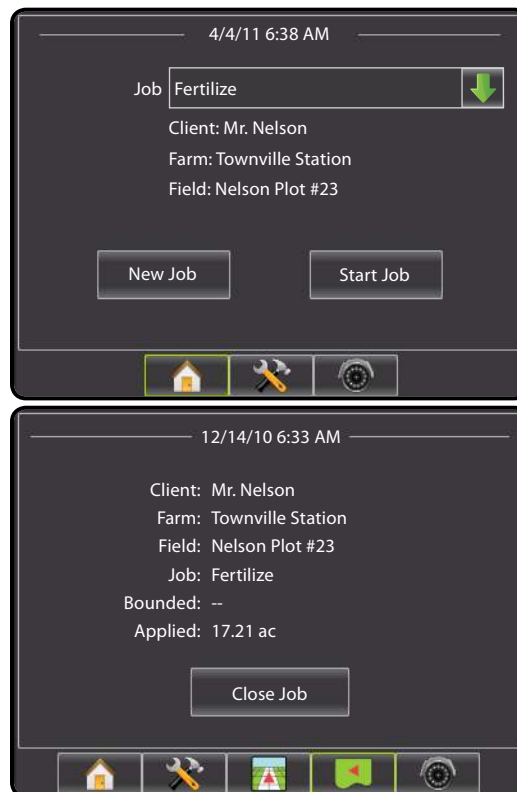 4/4/11 6:38 AM
Job Fertilize
Client: Mr. Nelson
Farm: Townville Station
Field: Nelson Plot #23
New Job Start Job
12/14/10 6:33 AM
Client: Mr. Nelson
Farm: Townville Station
Field: Nelson Plot #23
Job: Fertilize
Bounded: --
Applied: 17.21 ac
Close Job